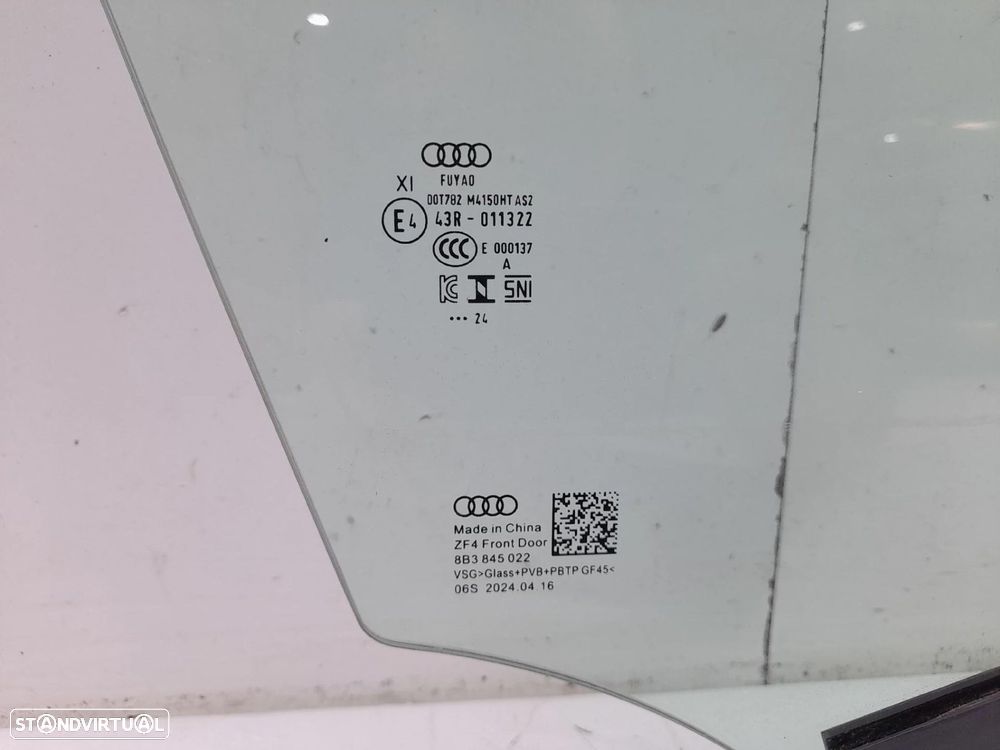 FUYAO
XI
DOT782 M4150HT AS2
E4 43R - 011322
CCC E 000137
A
KC N SNI
••• 24
Made in China
ZF4 Front Door
8B3 845 022
VSG>Glass+PVB+PBTP GF45<
06S 2024.04 16
STANDVIRTUAL